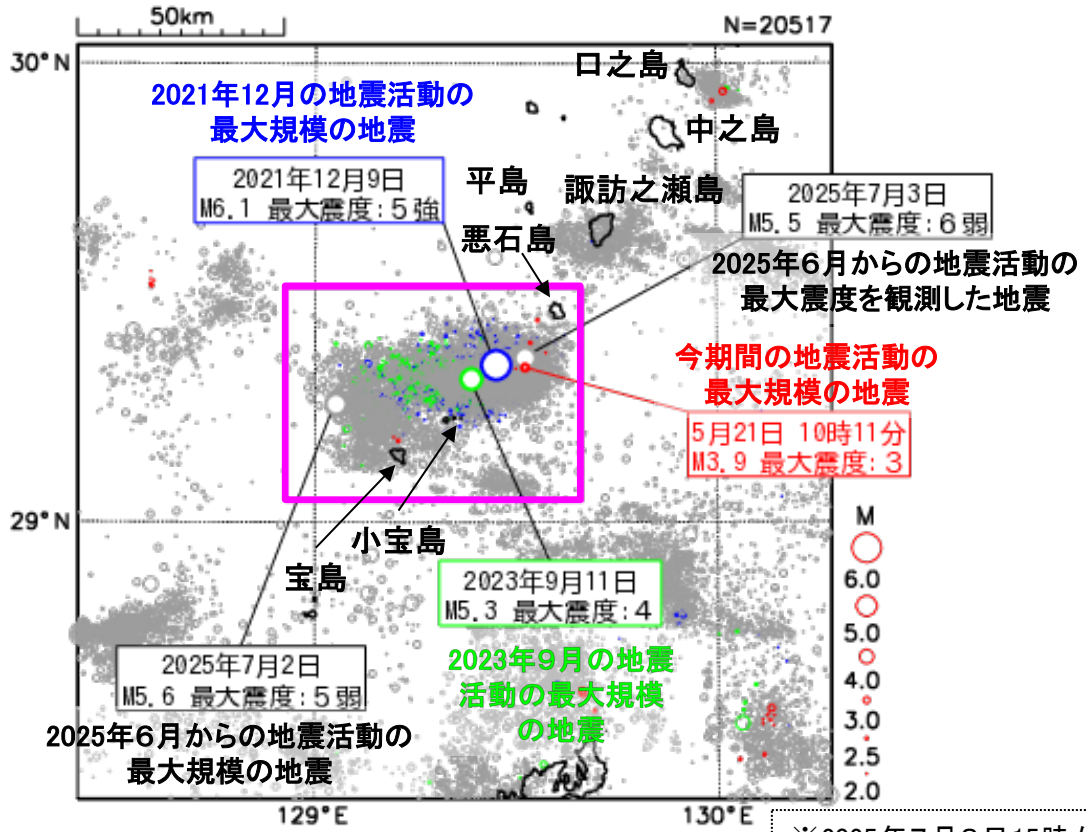 50km
N=20517
30°N
口之島
2021年12月の地震活動の
最大規模の地震
中之島
2021年12月9日
M6.1 最大震度:5強
平島
諏訪之瀬島
2025年7月3日
M5.5 最大震度:6弱
悪石島
2025年6月からの地震活動の
最大震度を観測した地震
今期間の地震活動の
最大規模の地震
5月21日 10時11分
M3.9 最大震度:3
29°N
小宝島
宝島
M
6.0
5.0
4.0
3.0
2.5
2.0
2023年9月11日
M5.3 最大震度:4
2023年9月の地震
活動の最大規模
の地震
2025年7月2日
M5.6 最大震度:5弱
2025年6月からの地震活動の
最大規模の地震
129°E
130°E